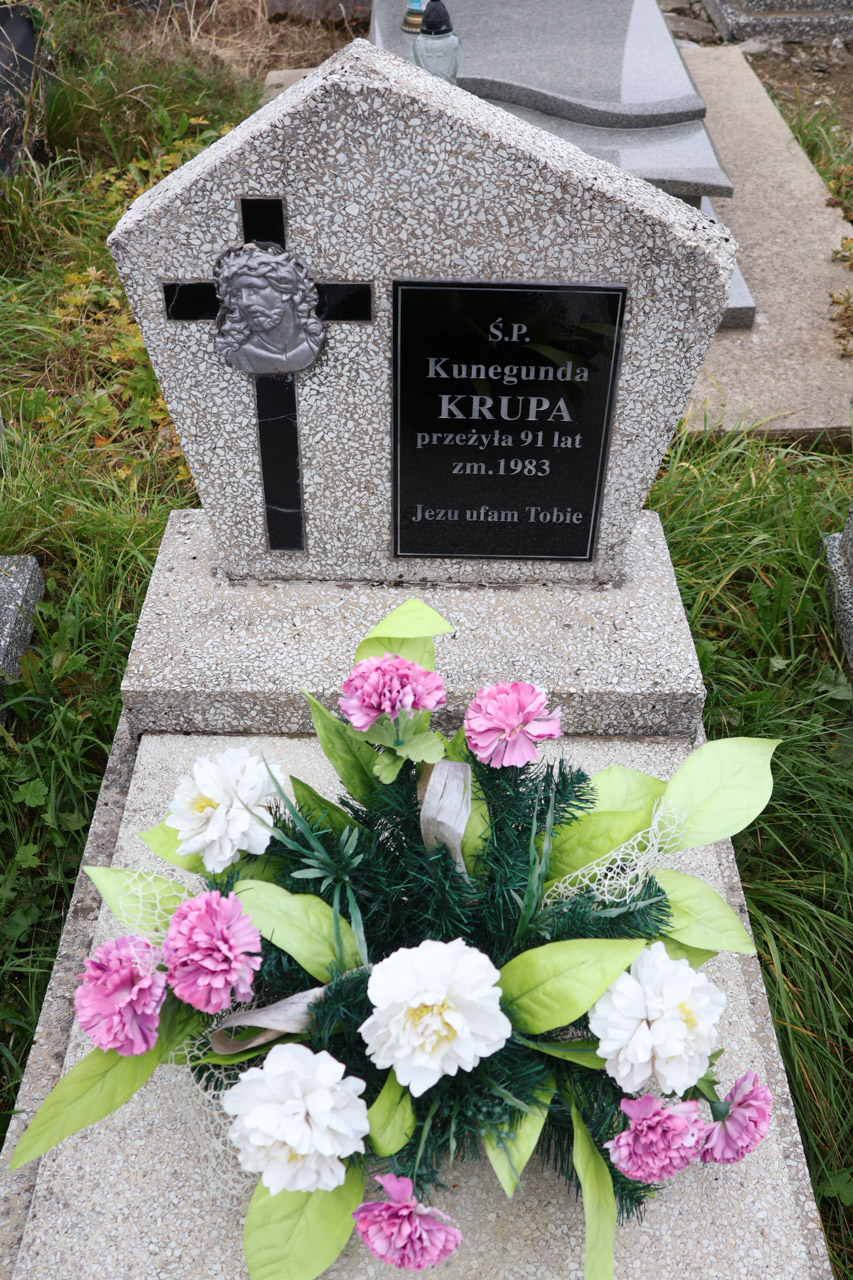 Ś.P.
Kunegunda
KRUPA
przeżyła 91 lat
zm.1983
Jezu ufam Tobie